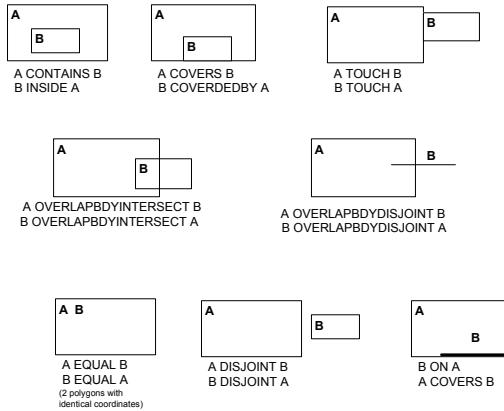 A
B
A CONTAINS B
B INSIDE A
A
B
A COVERS B
B COVERDEDBY A
A
B
A TOUCH B
B TOUCH A
A
B
A OVERLAPBDYINTERSECT B
B OVERLAPBDYINTERSECT A
A
B
A OVERLAPBDYDISJOINT B
B OVERLAPBDYDISJOINT A
A B
A EQUAL B
B EQUAL A
(2 polygons with
identical coordinates)
A
B
A DISJOINT B
B DISJOINT A
A
B
B ON A
A COVERS B